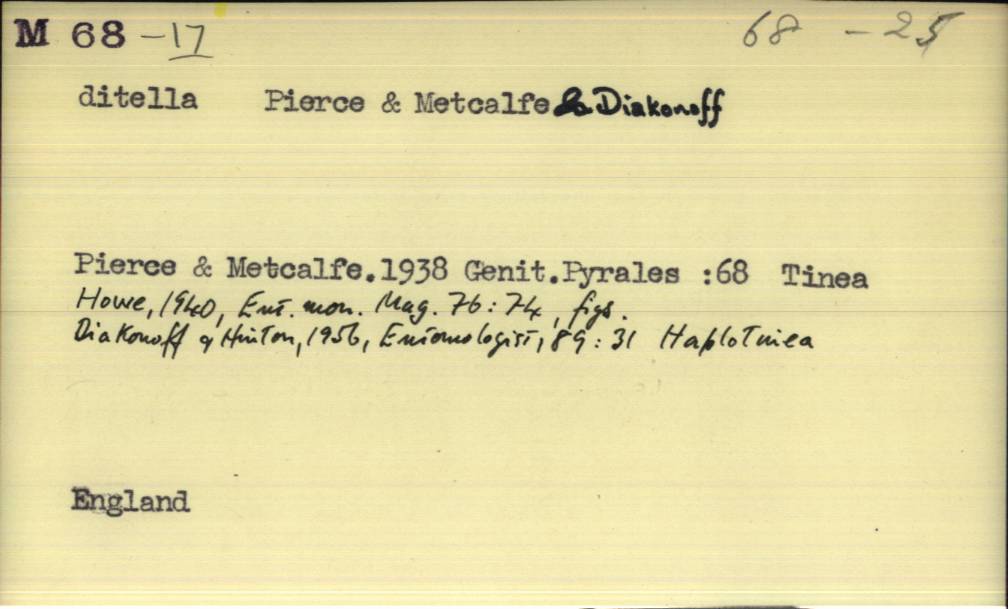 M 68 -17
68 - 25
ditella Pierce & Metcalfe & Diakonoff
Pierce & Metcalfe.1938 Genit.Pyrales :68 Tinea
Howe, 1940, Ent. mon. Mag. 76: 74, figs.
Diakonoff & Hinton, 1956, Entomologist, 89: 31 Haplotinea
England